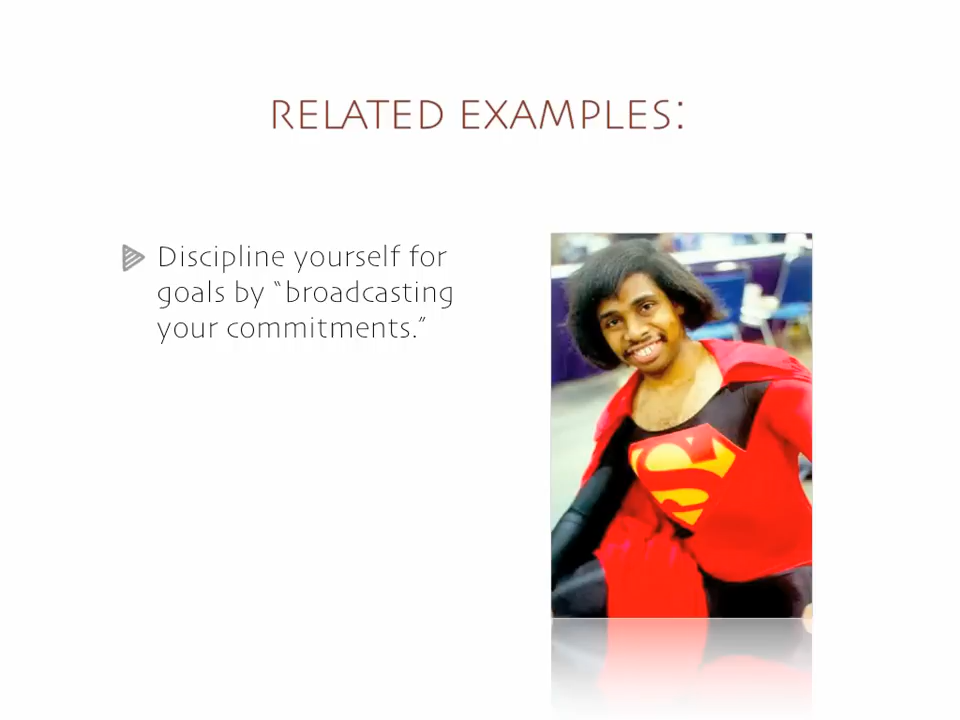 RELATED EXAMPLES:
Discipline yourself for
goals by “broadcasting
your commitments.”
S